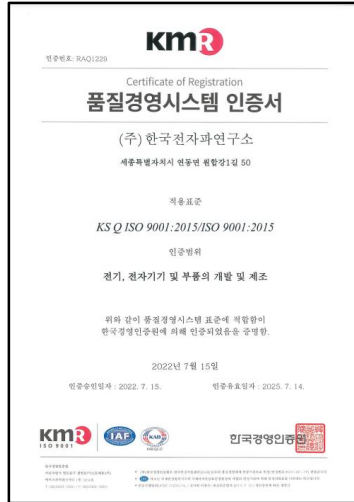 KMR
인증번호: RAQ1229
Certificate of Registration
품질경영시스템 인증서
(주)한국전자파연구소
세종특별자치시 연동면 원합강1길 50
적용표준
KS Q ISO 9001:2015/ISO 9001:2015
인증범위
전기, 전자기기 및 부품의 개발 및 제조
위와 같이 품질경영시스템 표준에 적합함이
한국경영인증원에 의해 인증되었음을 증명함.
2022년 7월 15일
인증승인일자 : 2022. 7. 15.
인증유효일자 : 2025. 7. 14.
KMR
ISO 9001
IAF
KAB
한국경영인증원